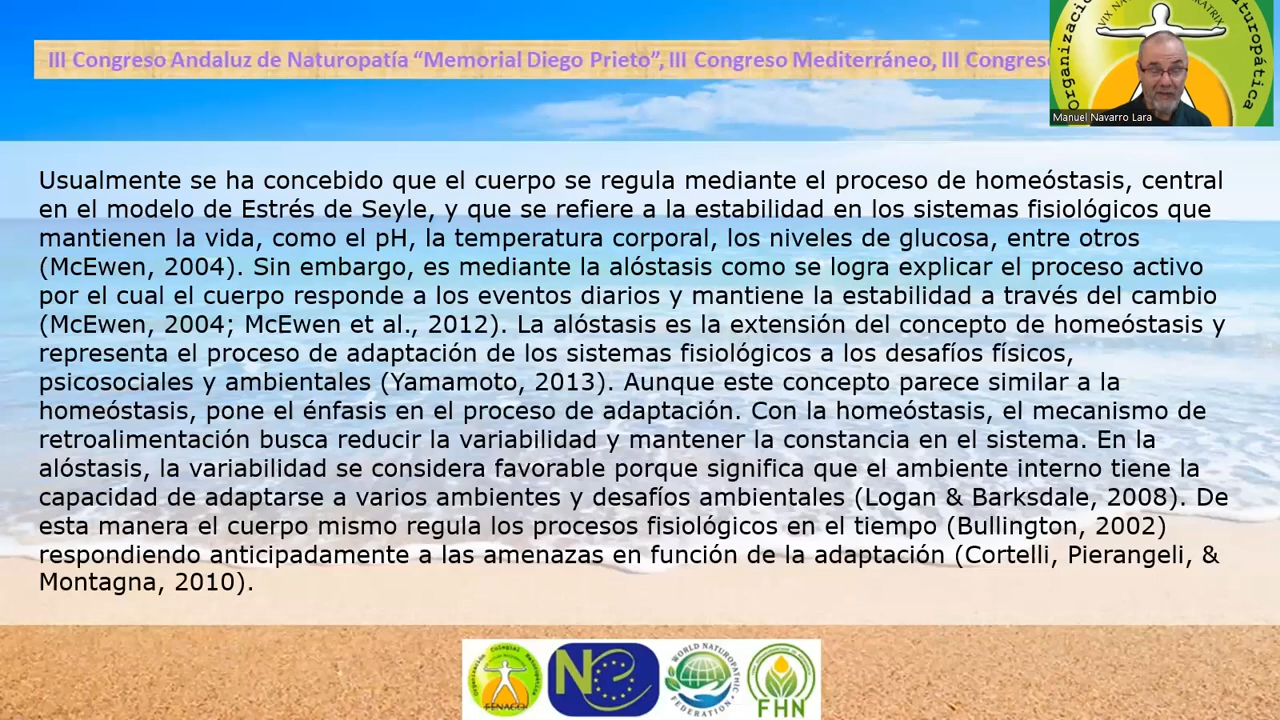 III Congreso Andaluz de Naturopatía “Memorial Diego Prieto”, III Congreso Mediterráneo, III Congreso
Manuel Navarro Lara
Usualmente se ha concebido que el cuerpo se regula mediante el proceso de homeóstasis, central
en el modelo de Estrés de Seyle, y que se refiere a la estabilidad en los sistemas fisiológicos que
mantienen la vida, como el pH, la temperatura corporal, los niveles de glucosa, entre otros
(McEwen, 2004). Sin embargo, es mediante la alóstasis como se logra explicar el proceso activo
por el cual el cuerpo responde a los eventos diarios y mantiene la estabilidad a través del cambio
(McEwen, 2004; McEwen et al., 2012). La alóstasis es la extensión del concepto de homeóstasis y
representa el proceso de adaptación de los sistemas fisiológicos a los desafíos físicos,
psicosociales y ambientales (Yamamoto, 2013). Aunque este concepto parece similar a la
homeóstasis, pone el énfasis en el proceso de adaptación. Con la homeóstasis, el mecanismo de
retroalimentación busca reducir la variabilidad y mantener la constancia en el sistema. En la
alóstasis, la variabilidad se considera favorable porque significa que el ambiente interno tiene la
capacidad de adaptarse a varios ambientes y desafíos ambientales (Logan & Barksdale, 2008). De
esta manera el cuerpo mismo regula los procesos fisiológicos en el tiempo (Bullington, 2002)
respondiendo anticipadamente a las amenazas en función de la adaptación (Cortelli, Pierangeli, &
Montagna, 2010).
Organización Colegial Naturopática
FENACO
Ne
WORLD NATUROPATHIC
FEDERATION
FHN